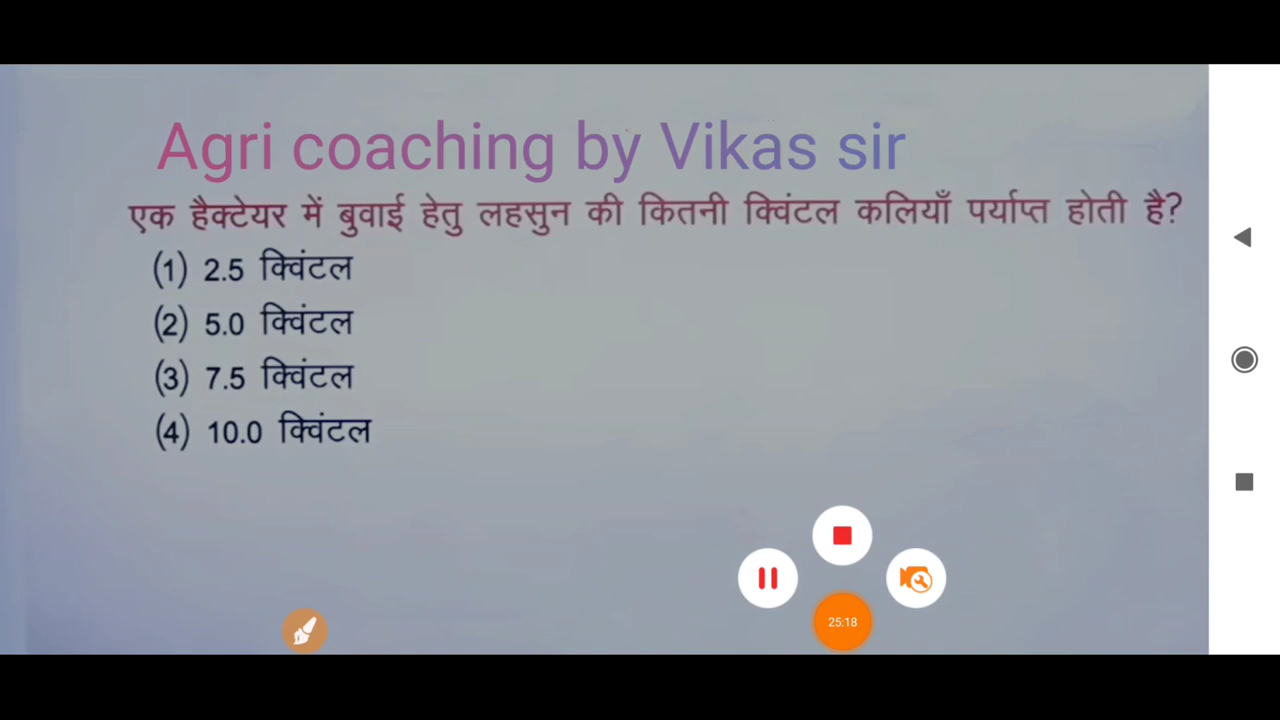 Agri coaching by Vikas sir
एक हैक्टेयर में बुवाई हेतु लहसुन की कितनी क्विंटल कलियाँ पर्याप्त होती है?
(1) 2.5 क्विंटल
(2) 5.0 क्विंटल
(3) 7.5 क्विंटल
(4) 10.0 क्विंटल
25:18